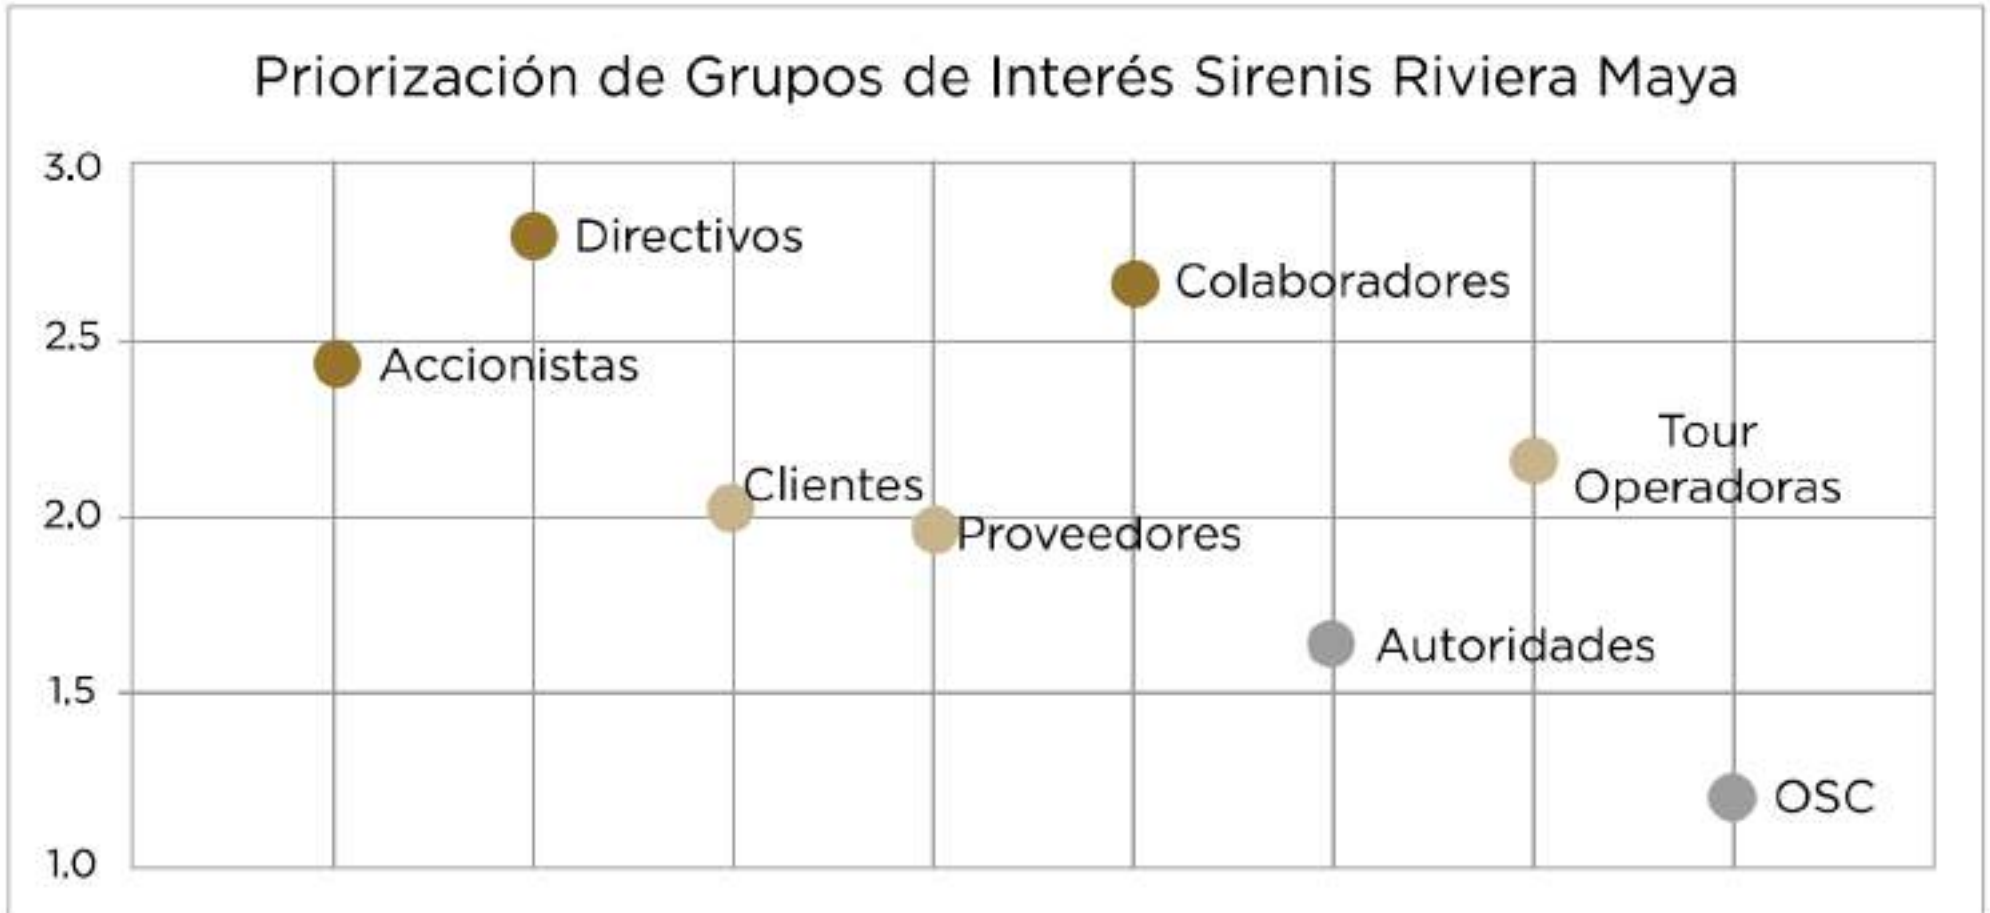 Priorización de Grupos de Interés Sirenis Riviera Maya
3.0
Directivos
Colaboradores
2.5
Accionistas
Tour
Operadoras
Clientes
2.0
Proveedores
Autoridades
1.5
OSC
1.0